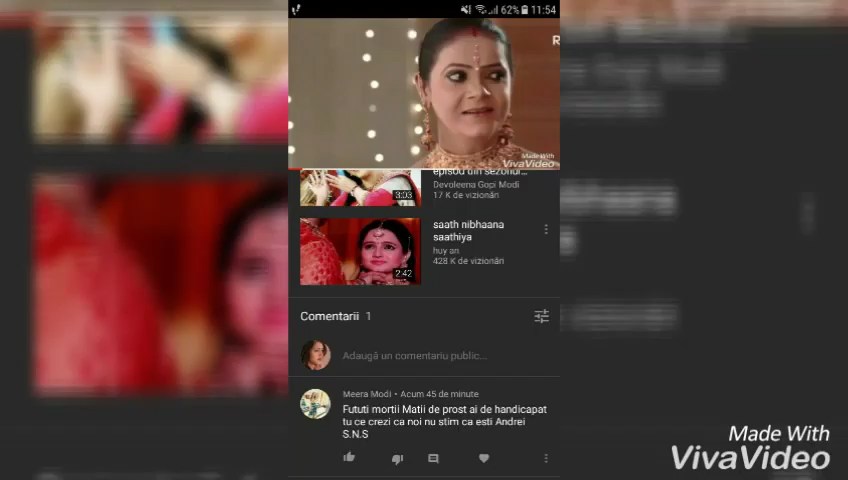 62% 11:54
R
Made With
VivaVideo
episod din sezonul...
Devoleena Gopi Modi
3:03
17 K de vizionări
saath nibhaana
saathiya
huy an
428 K de vizionări
2:42
Comentarii 1
Adaugă un comentariu public...
Meera Modi • Acum 45 de minute
Fututi mortii Matii de prost ai de handicapat
tu ce crezi ca noi nu stim ca esti Andrei
S.N.S
Made With
VivaVideo